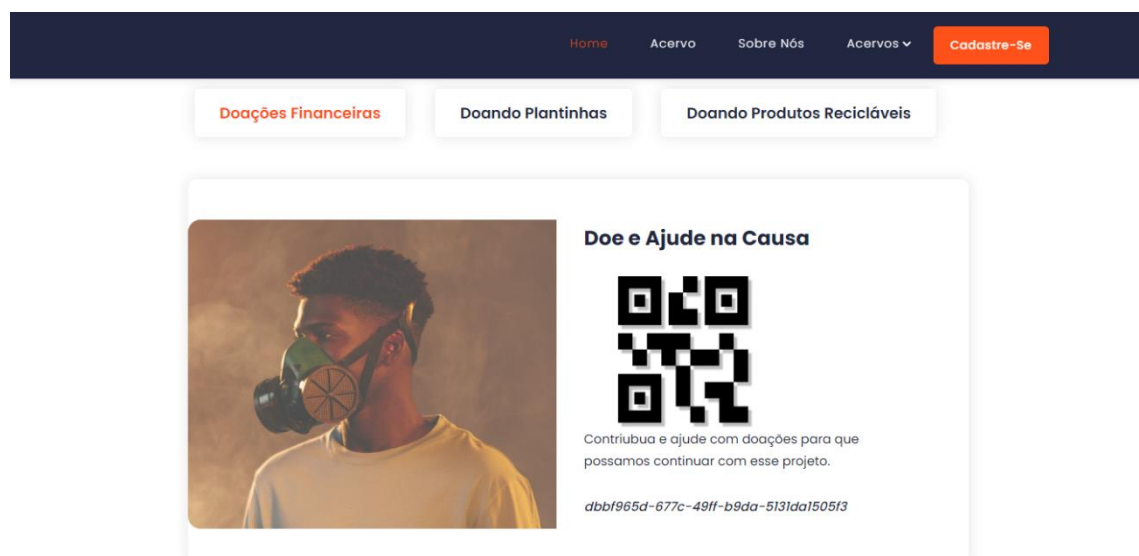 Home Acervo Sobre Nós Acervos Cadastre-Se
Doações Financeiras Doando Plantinhas Doando Produtos Recicláveis
Doe e Ajude na Causa
Contriubua e ajude com doações para que
possamos continuar com esse projeto.
dbbf965d-677c-49ff-b9da-5131da1505f3